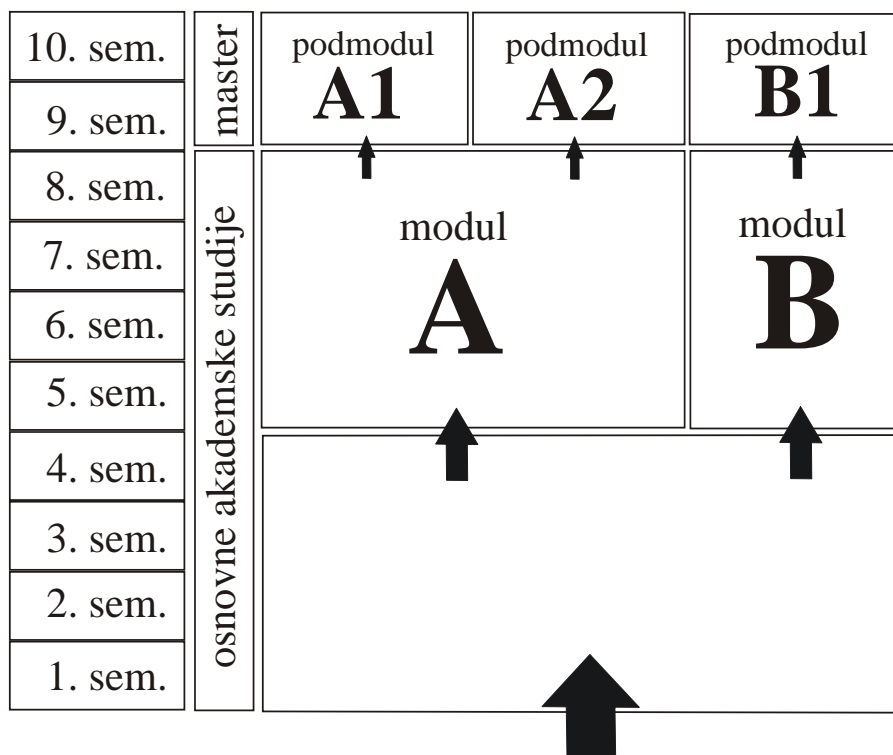 10. sem.
9. sem.
8. sem.
7. sem.
6. sem.
5. sem.
4. sem.
3. sem.
2. sem.
1. sem.
master
osnovne akademske studije
podmodul
A1
podmodul
A2
podmodul
B1
modul
A
modul
B